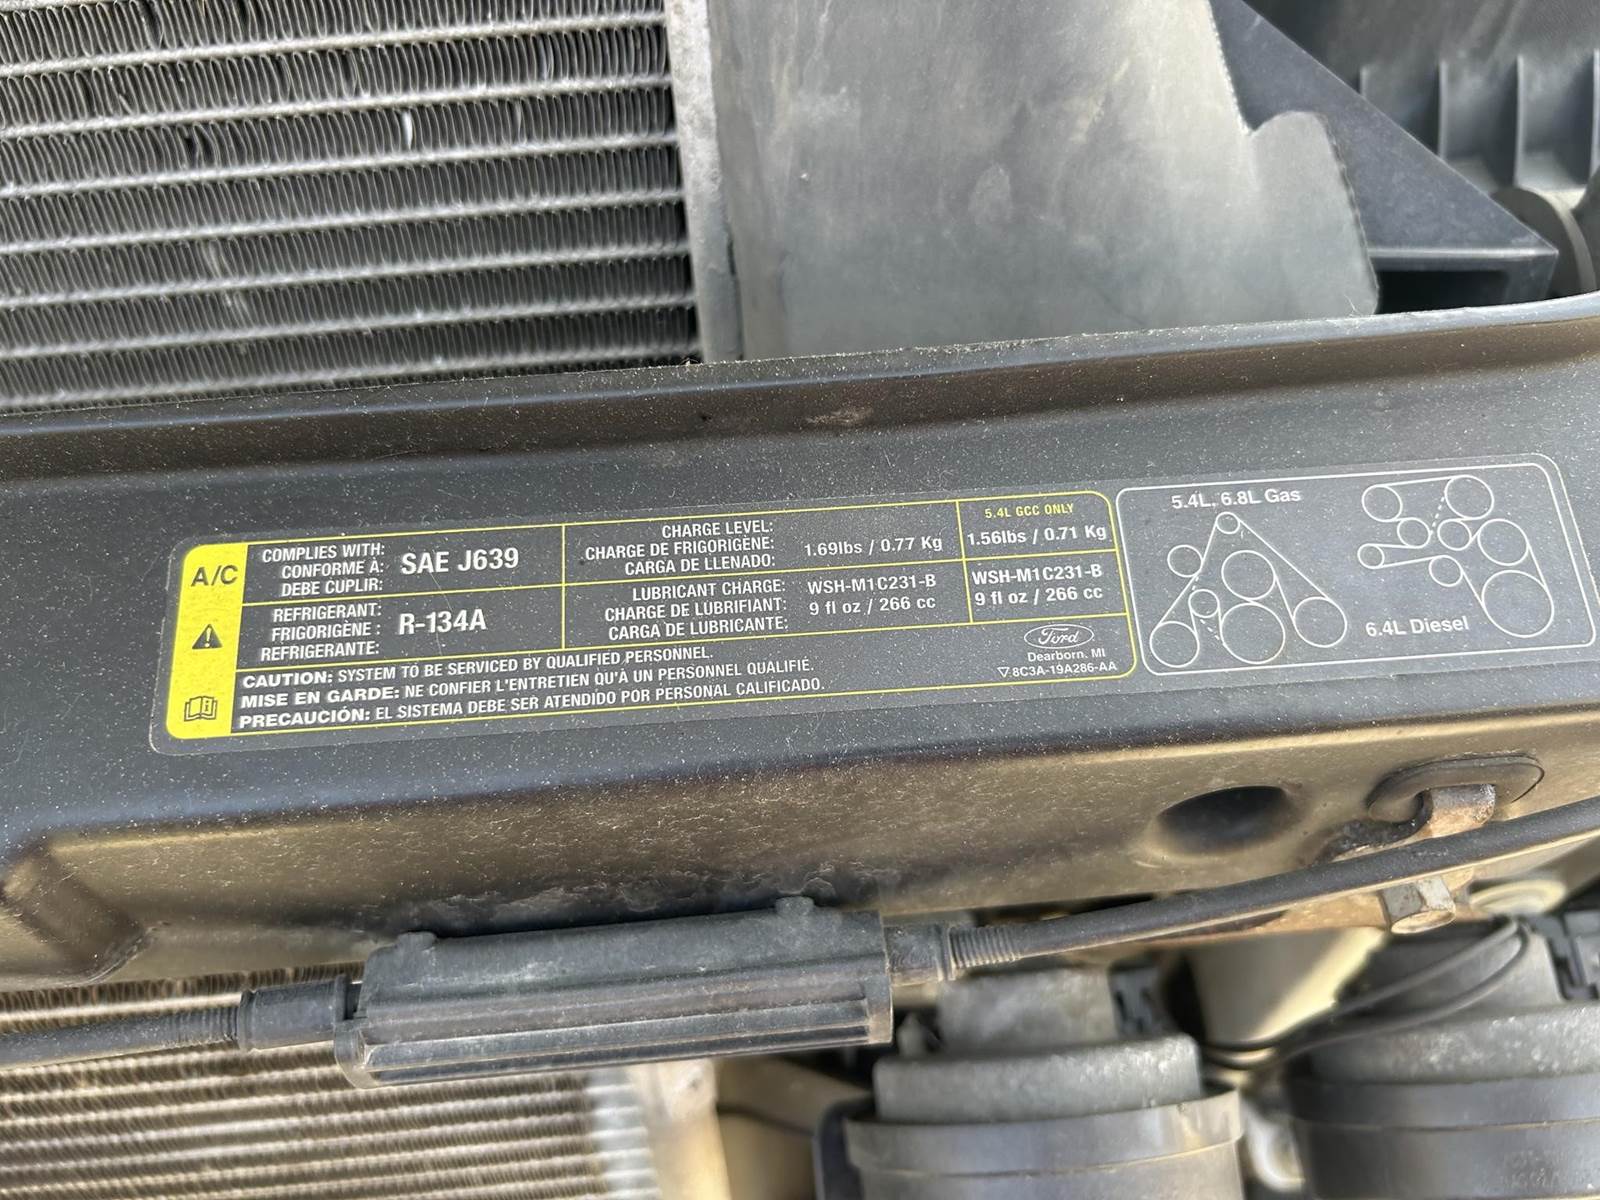 A/C
COMPLIES WITH:
CONFORME À:
DEBE CUPLIR:
SAE J639
REFRIGERANT:
FRIGORIGÈNE :
REFRIGERANTE:
R-134A
CHARGE LEVEL:
CHARGE DE FRIGORIGÈNE:
CARGA DE LLENADO:
1.69lbs / 0.77 Kg
5.4L GCC ONLY
1.56lbs / 0.71 Kg
LUBRICANT CHARGE:
CHARGE DE LUBRIFIANT:
CARGA DE LUBRICANTE:
WSH-M1C231-B
9 fl oz / 266 cc
WSH-M1C231-B
9 fl oz / 266 cc
CAUTION: SYSTEM TO BE SERVICED BY QUALIFIED PERSONNEL.
MISE EN GARDE: NE CONFIER L'ENTRETIEN QU'À UN PERSONNEL QUALIFIÉ.
PRECAUCIÓN: EL SISTEMA DEBE SER ATENDIDO POR PERSONAL CALIFICADO.
Ford
Dearborn, MI
8C3A-19A286-AA
5.4L, 6.8L Gas
6.4L Diesel